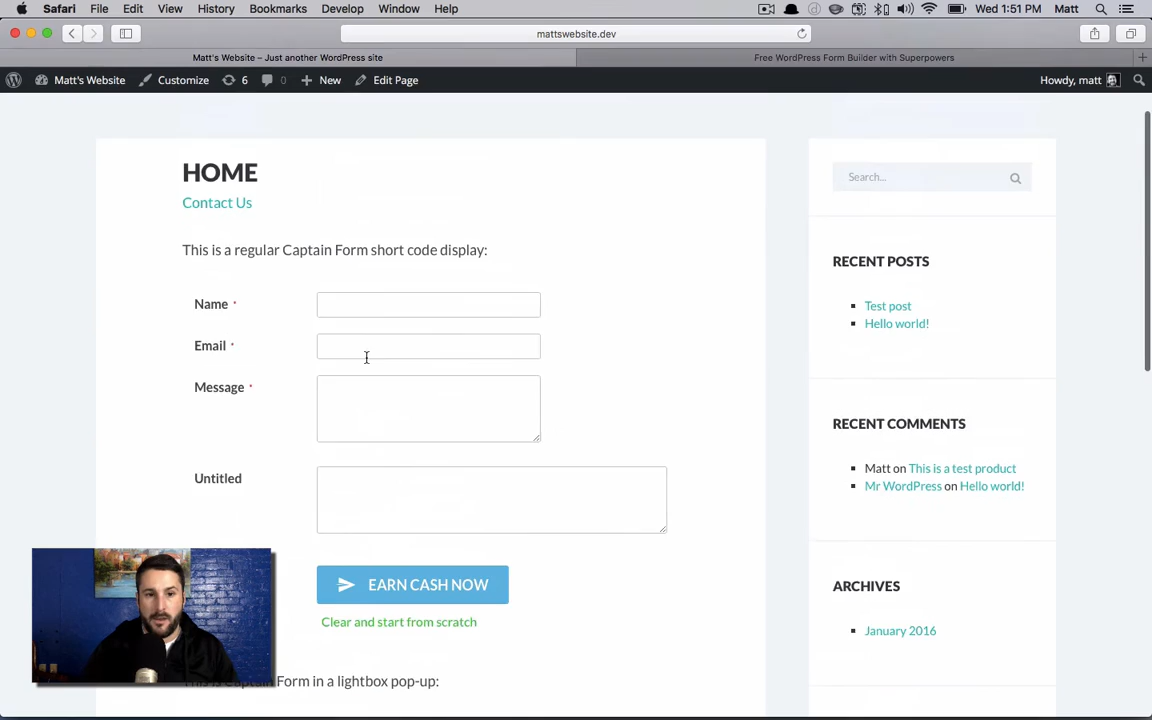 Safari File Edit View History Bookmarks Develop Window Help Wed 1:51 PM Matt
mattswebsite.dev
Matt's Website – Just another WordPress site Free WordPress Form Builder with Superpowers
Matt's Website Customize 6 0 New Edit Page Howdy, matt
HOME
Contact Us
This is a regular Captain Form short code display:
Name *
Email *
Message *
Untitled
EARN CASH NOW
Clear and start from scratch
Form in a lightbox pop-up:
Search...
RECENT POSTS
Test post
Hello world!
RECENT COMMENTS
Matt on This is a test product
Mr WordPress on Hello world!
ARCHIVES
January 2016